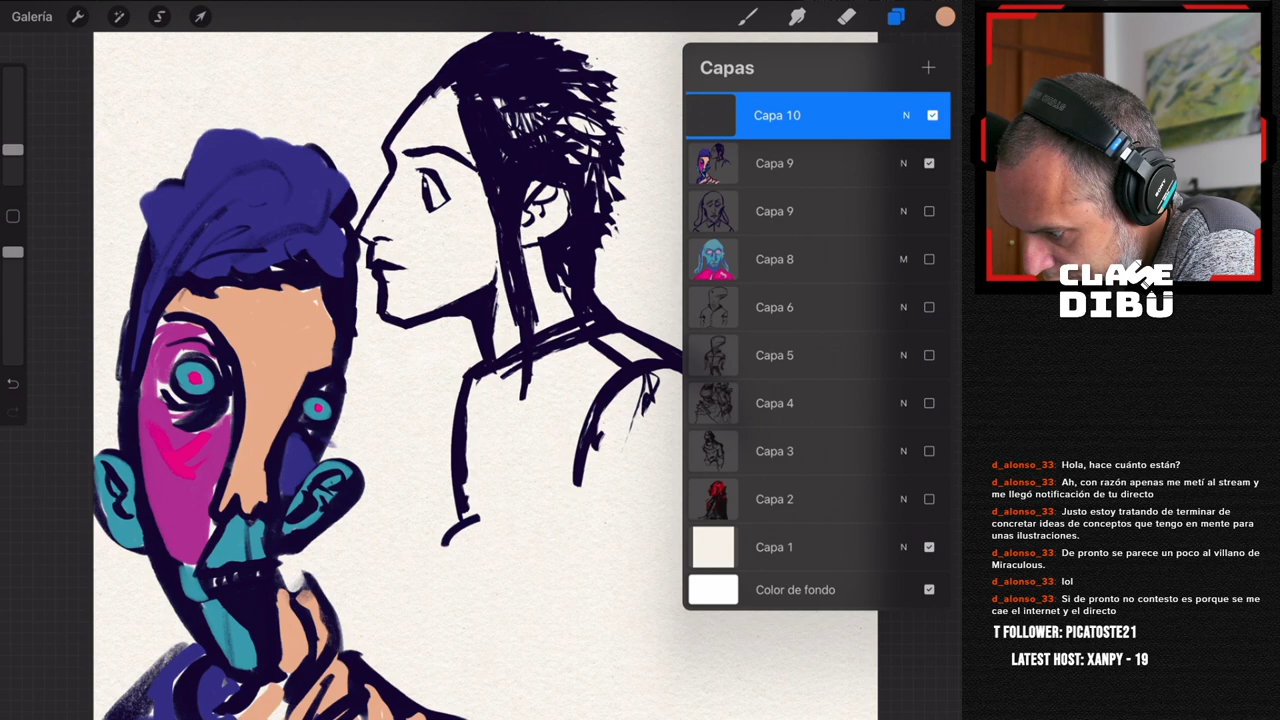 Galería
Capas
Capa 10 N
Capa 9 N
Capa 9 N
Capa 8 M
Capa 6 N
Capa 5 N
Capa 4 N
Capa 3 N
Capa 2 N
Capa 1 N
Color de fondo
SONY
CLASE
DIBU
d_alonso_33: Hola, hace cuánto están?
d_alonso_33: Ah, con razón apenas me metí al stream y
me llegó notificación de tu directo
d_alonso_33: Justo estoy tratando de terminar de
concretar ideas de conceptos que tengo en mente para
unas ilustraciones.
d_alonso_33: De pronto se parece un poco al villano de
Miraculous.
d_alonso_33: lol
d_alonso_33: Si de pronto no contesto es porque se me
cae el internet y el directo
T FOLLOWER: PICATOSTE21
LATEST HOST: XANPY - 19